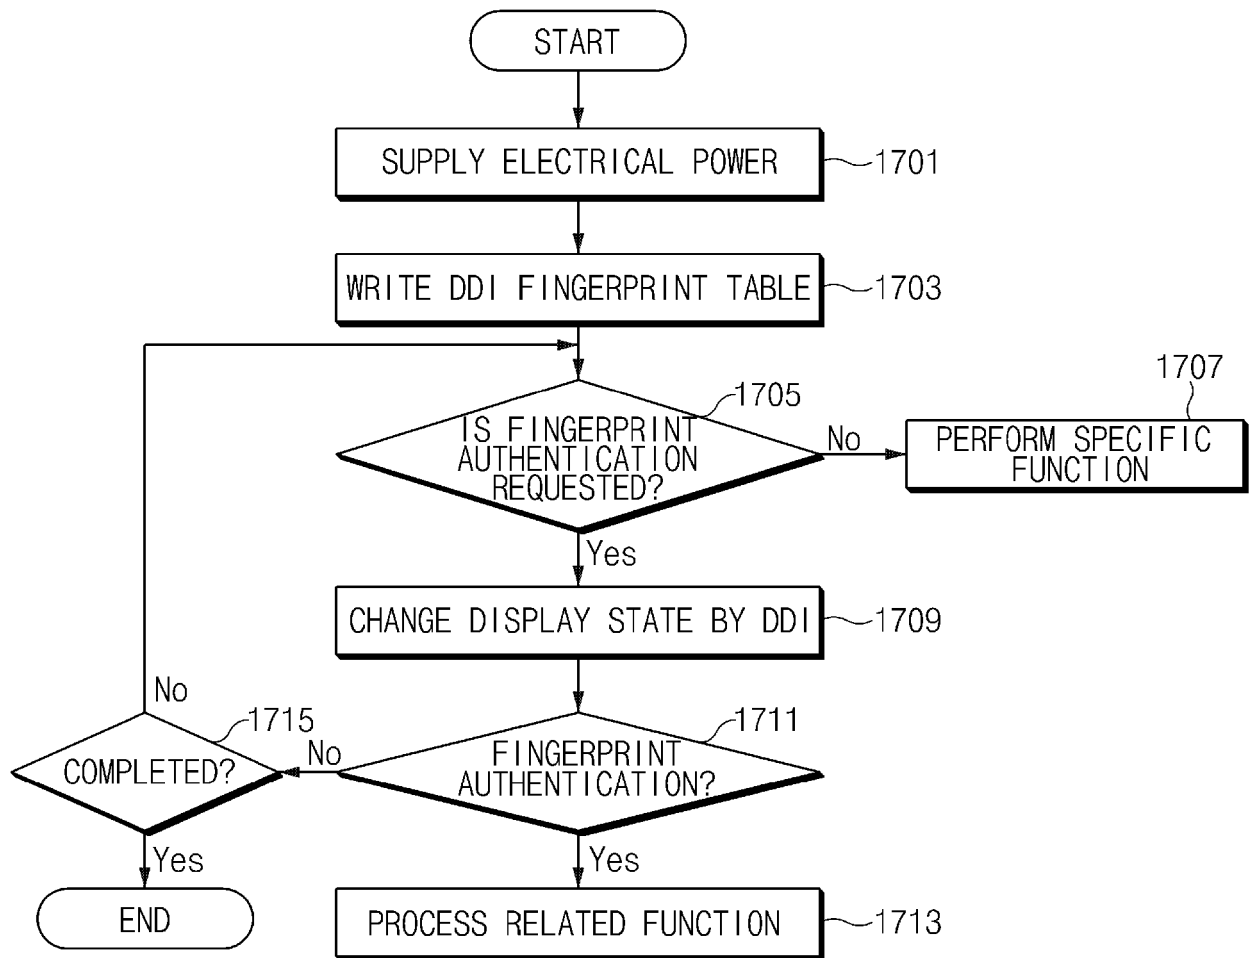 START
SUPPLY ELECTRICAL POWER
1701
WRITE DDI FINGERPRINT TABLE
1703
1705
IS FINGERPRINT
AUTHENTICATION
REQUESTED?
No
1707
PERFORM SPECIFIC
FUNCTION
Yes
CHANGE DISPLAY STATE BY DDI
1709
1711
FINGERPRINT
AUTHENTICATION?
No
1715
COMPLETED?
No
Yes
END
Yes
PROCESS RELATED FUNCTION
1713